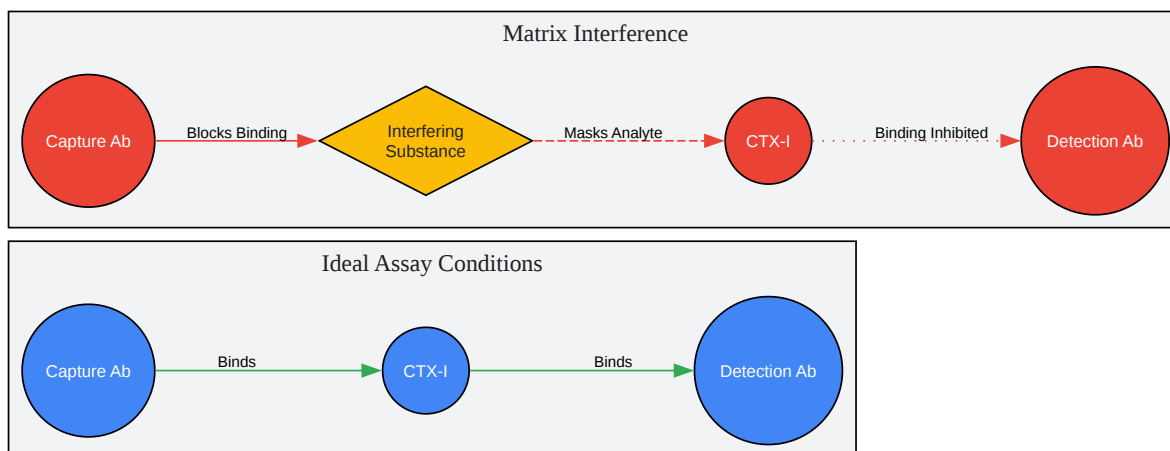 Matrix Interference
Capture Ab
Blocks Binding
Interfering
Substance
Masks Analyte
CTX-I
Binding Inhibited
Detection Ab
Ideal Assay Conditions
Capture Ab
Binds
CTX-I
Binds
Detection Ab